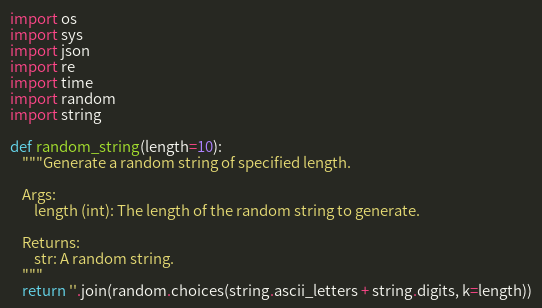 import os
import sys
import json
import re
import time
import random
import string

def random_string(length=10):
    """Generate a random string of specified length.

    Args:
        length (int): The length of the random string to generate.

    Returns:
        str: A random string.
    """
    return ''.join(random.choices(string.ascii_letters + string.digits, k=length))